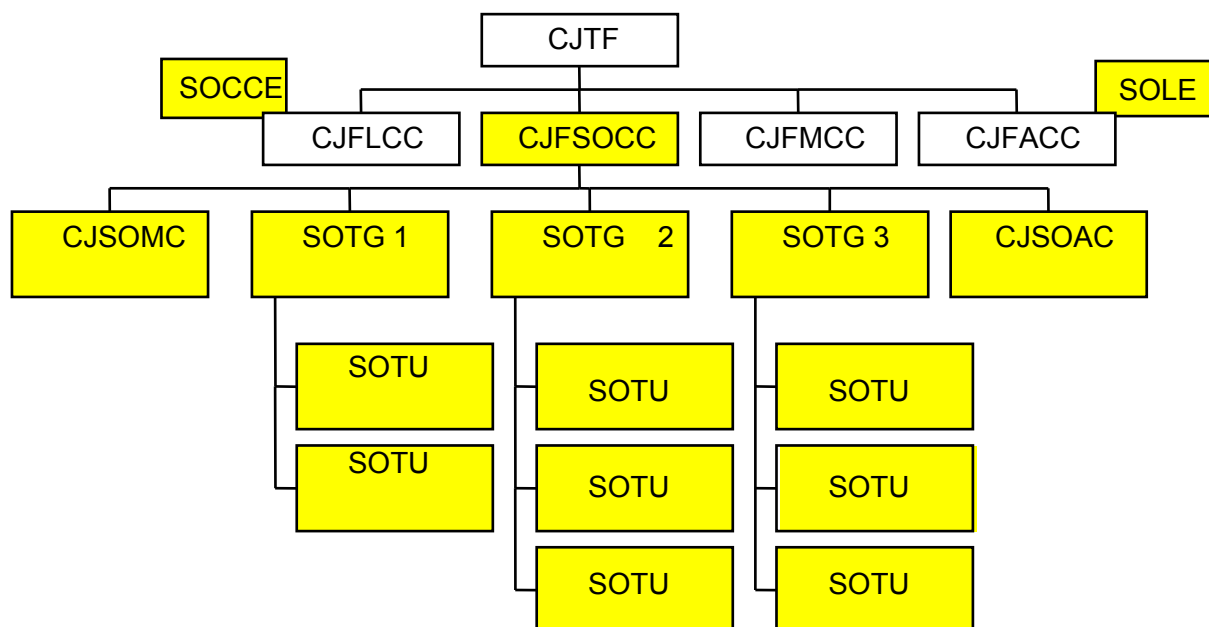 CJTF
SOCCE
SOLE
CJFLCC
CJFSOCC
CJFMCC
CJFACC
CJSOMC
SOTG 1
SOTG 2
SOTG 3
CJSOAC
SOTU
SOTU
SOTU
SOTU
SOTU
SOTU
SOTU
SOTU